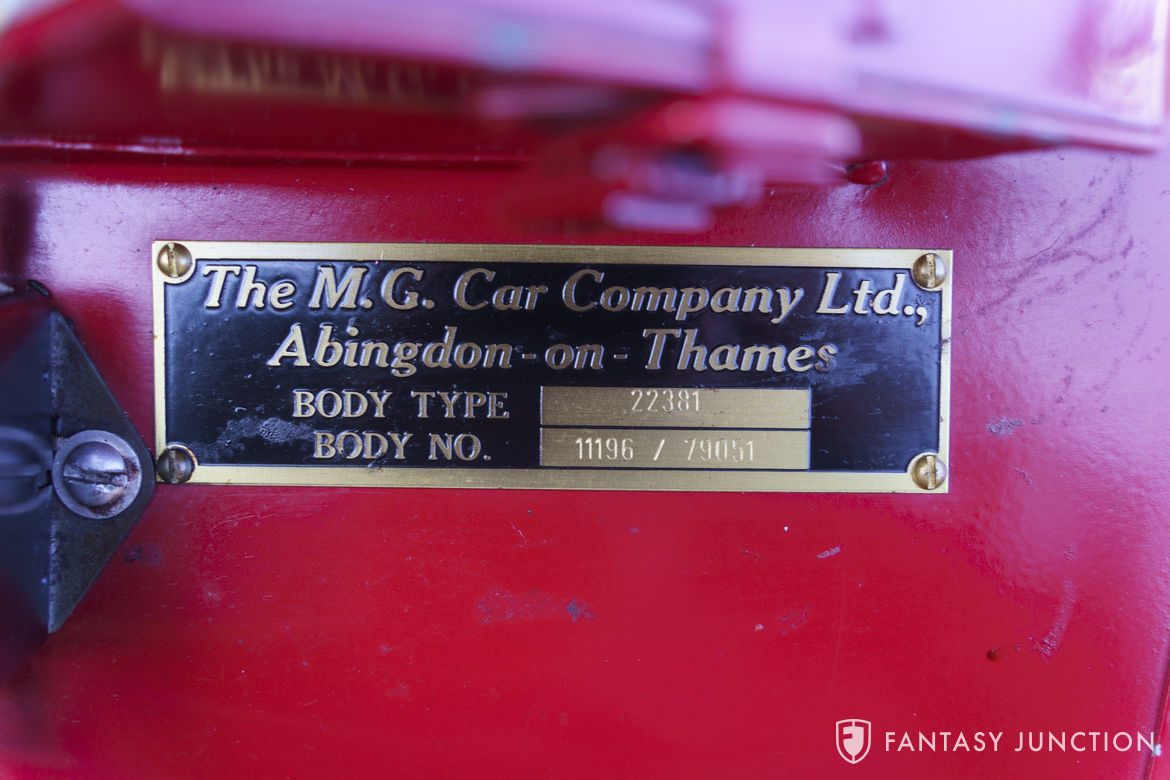 The M.G. Car Company Ltd.,
Abingdon-on-Thames
BODY TYPE 22381
BODY NO. 11196 / 79051
FANTASY JUNCTION